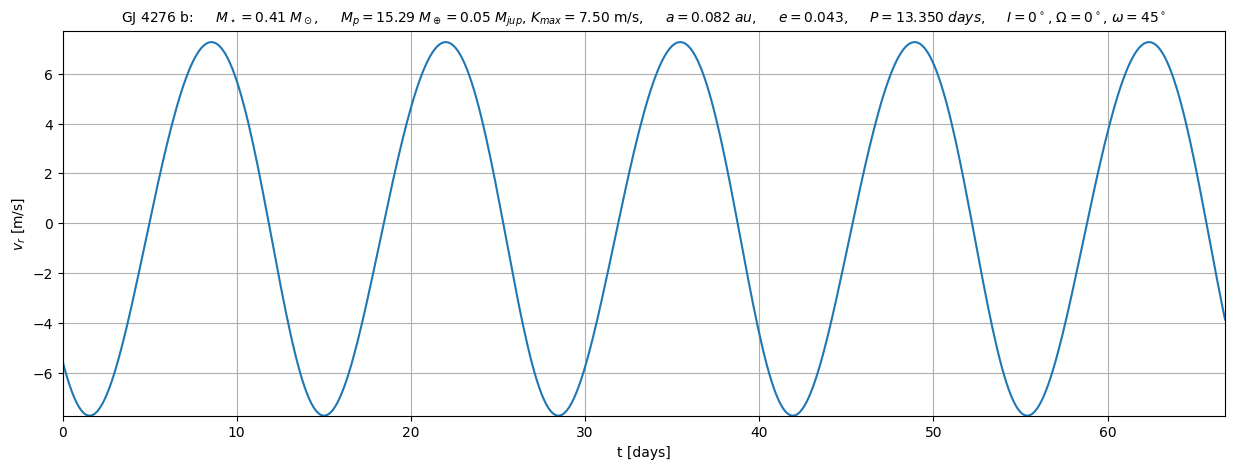 GJ 4276 b: M⋆ = 0.41 M⊙, Mp = 15.29 M⊕ = 0.05 Mjup, Kmax = 7.50 m/s, a = 0.082 au, e = 0.043, P = 13.350 days, I = 0°, Ω = 0°, ω = 45°
6
4
2
0
−2
−4
−6
vr [m/s]
0 10 20 30 40 50 60
t [days]